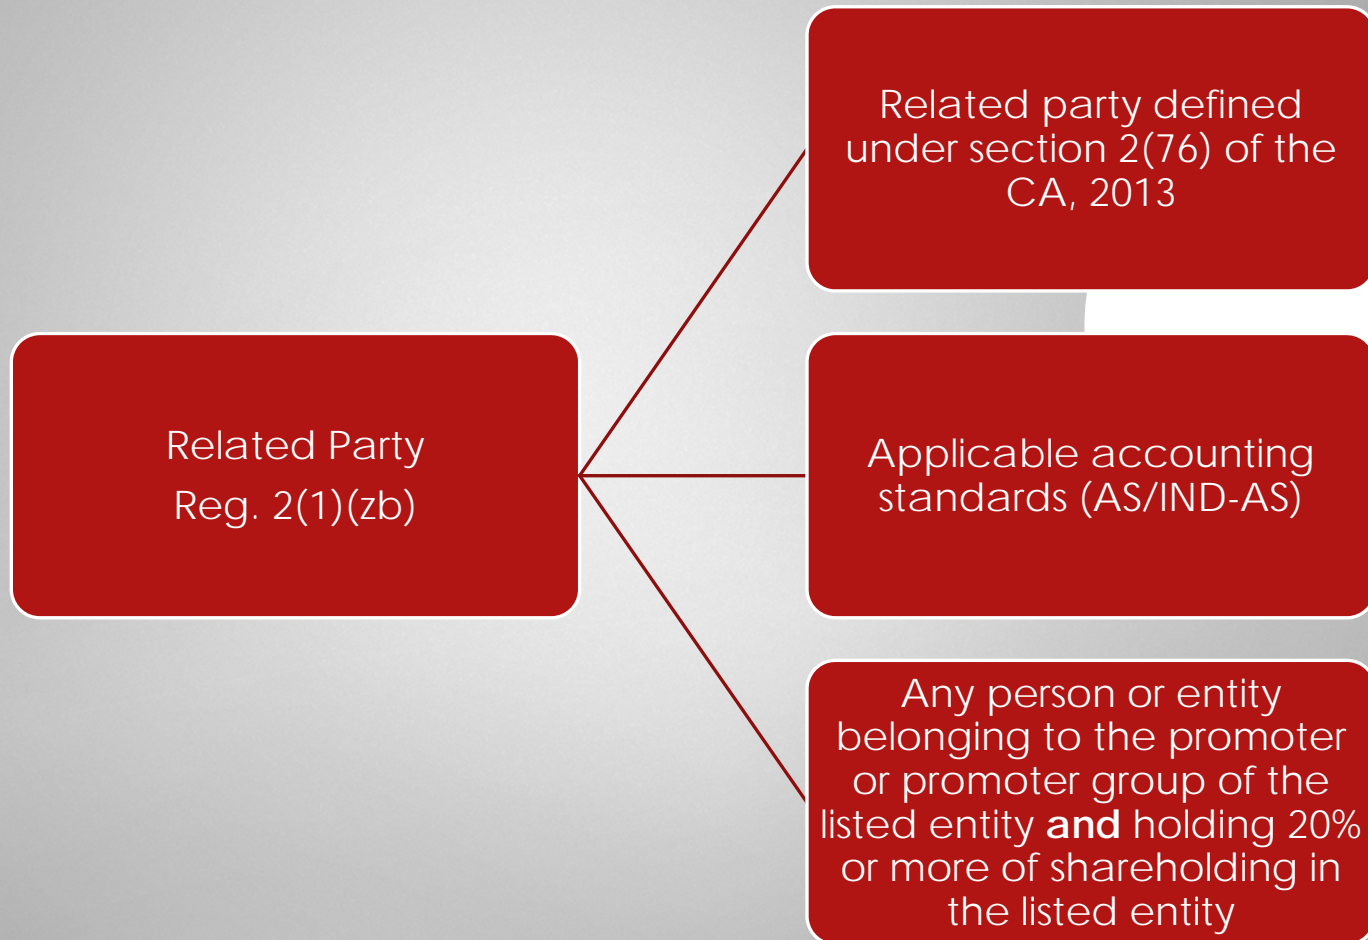 Related party defined
under section 2(76) of the
CA, 2013
Related Party
Reg. 2(1)(zb)
Applicable accounting
standards (AS/IND-AS)
Any person or entity
belonging to the promoter
or promoter group of the
listed entity and holding 20%
or more of shareholding in
the listed entity